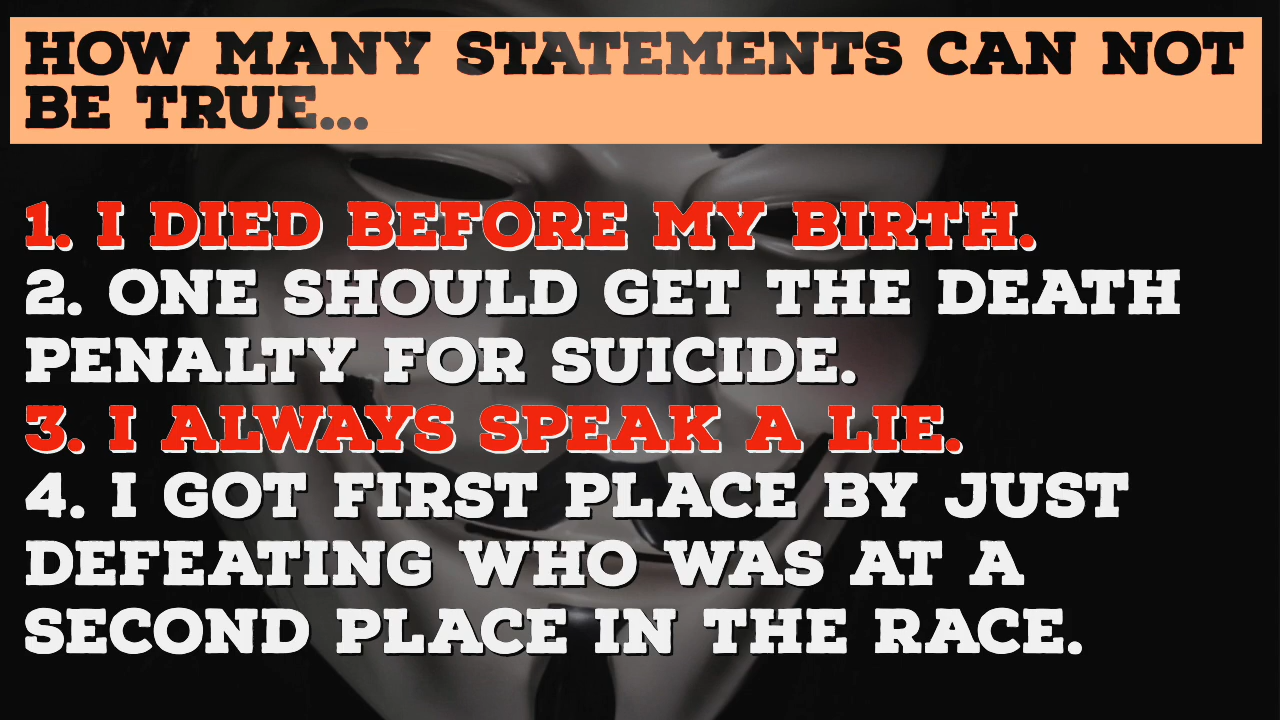 HOW MANY STATEMENTS CAN NOT
BE TRUE...
1. I DIED BEFORE MY BIRTH.
2. ONE SHOULD GET THE DEATH
PENALTY FOR SUICIDE.
3. I ALWAYS SPEAK A LIE.
4. I GOT FIRST PLACE BY JUST
DEFEATING WHO WAS AT A
SECOND PLACE IN THE RACE.